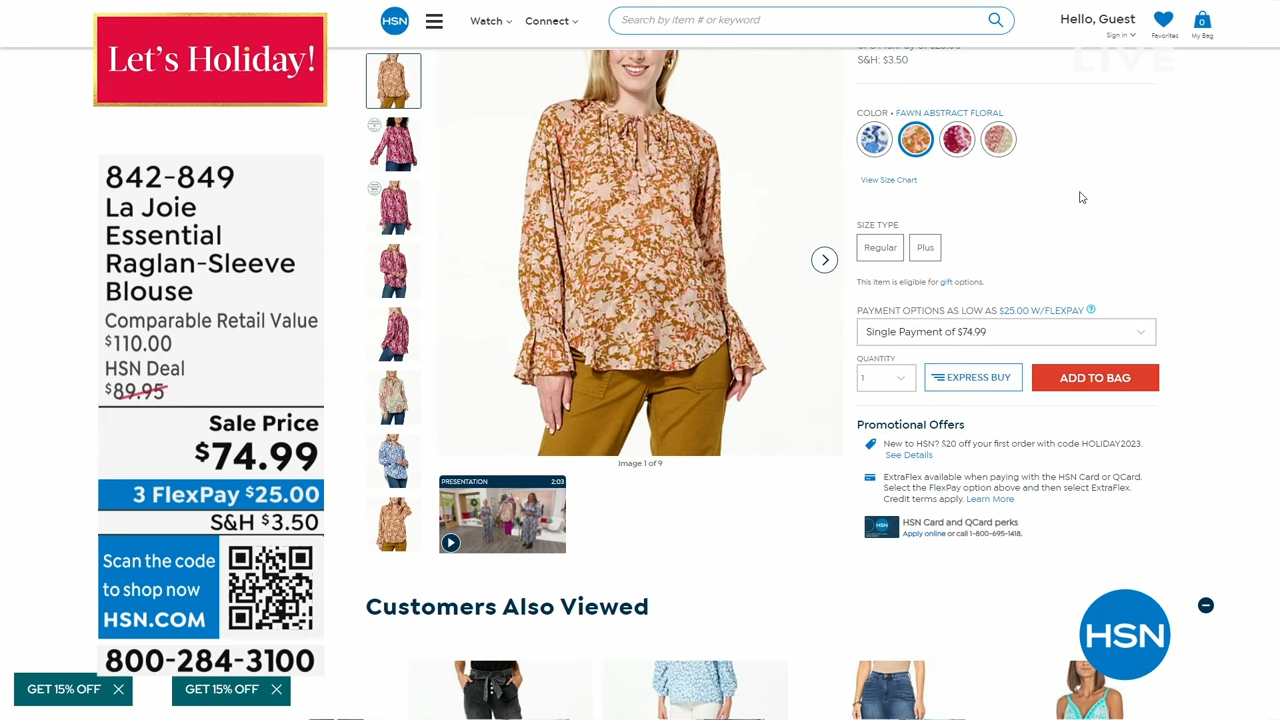 Let's Holiday!
HSN
Watch
Connect
Search by item # or keyword
Hello, Guest
Sign In
Favorites
0
My Bag
LIVE
842-849
La Joie
Essential
Raglan-Sleeve
Blouse
Comparable Retail Value
$110.00
HSN Deal
$89.95
Sale Price
$74.99
3 FlexPay $25.00
S&H $3.50
Scan the code
to shop now
HSN.COM
800-284-3100
GET 15% OFF
GET 15% OFF
Image 1 of 9
PRESENTATION 2:03
S&H: $3.50
COLOR • FAWN ABSTRACT FLORAL
View Size Chart
SIZE TYPE
Regular
Plus
This item is eligible for gift options.
PAYMENT OPTIONS AS LOW AS $25.00 W/FLEXPAY
Single Payment of $74.99
QUANTITY
1
EXPRESS BUY
ADD TO BAG
Promotional Offers
New to HSN? $20 off your first order with code HOLIDAY2023.
See Details
ExtraFlex available when paying with the HSN Card or QCard.
Select the FlexPay option above and then select ExtraFlex.
Credit terms apply. Learn More
HSN
HSN Card and QCard perks
Apply online or call 1-800-695-1418.
Customers Also Viewed
HSN